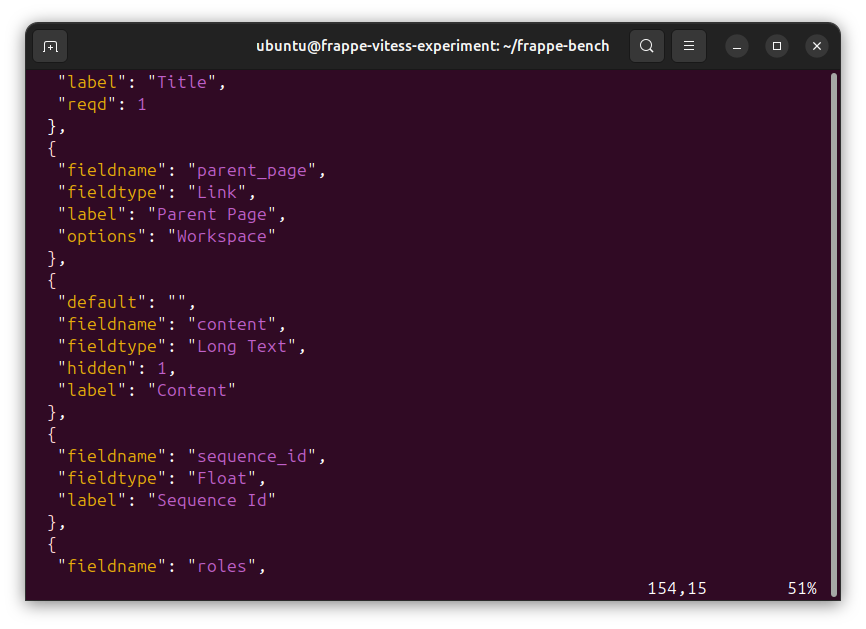 ubuntu@frappe-vitess-experiment: ~/frappe-bench
"label": "Title",
"reqd": 1
},
{
"fieldname": "parent_page",
"fieldtype": "Link",
"label": "Parent Page",
"options": "Workspace"
},
{
"default": "",
"fieldname": "content",
"fieldtype": "Long Text",
"hidden": 1,
"label": "Content"
},
{
"fieldname": "sequence_id",
"fieldtype": "Float",
"label": "Sequence Id"
},
{
"fieldname": "roles",
154,15 51%